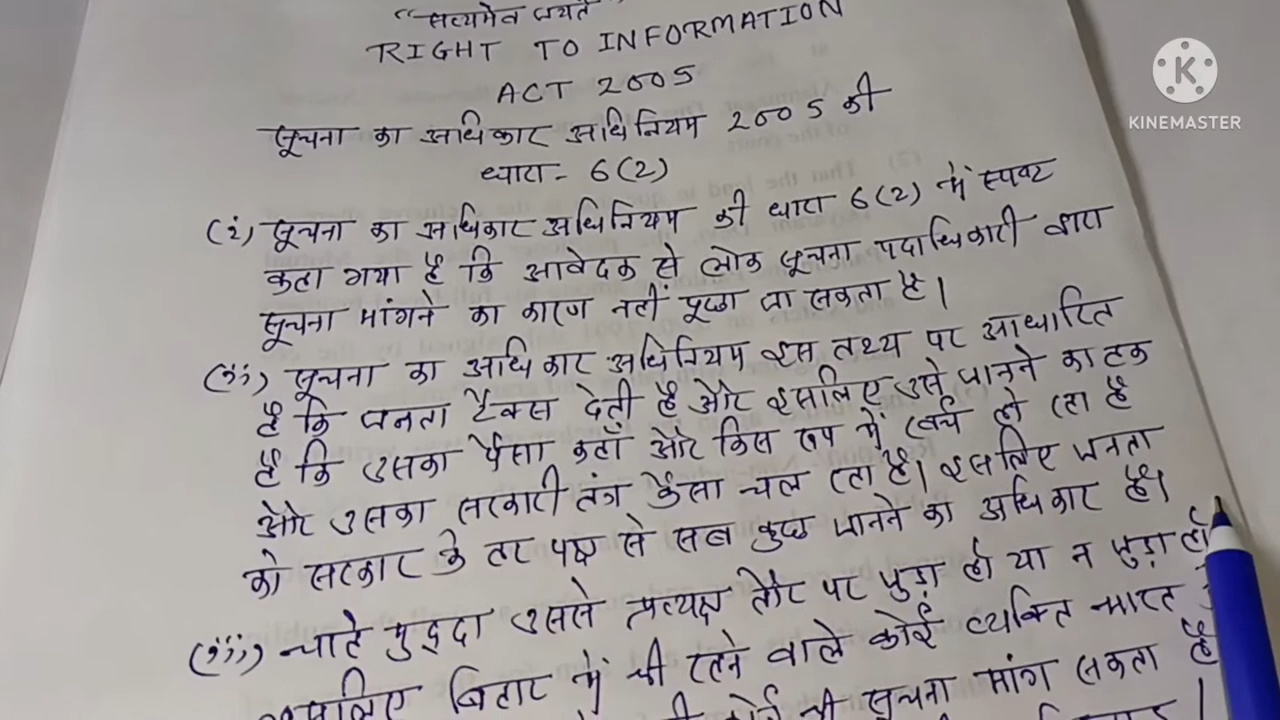 "सत्यमेव जयते"
RIGHT TO INFORMATION
ACT 2005
सूचना का अधिकार अधिनियम 2005 की
धारा - 6(2)
(i) सूचना का अधिकार अधिनियम की धारा 6(2) में स्पष्ट
कहा गया है कि आवेदक से लोक सूचना पदाधिकारी द्वारा
सूचना मांगने का कारण नहीं पूछा जा सकता है।
(ii) सूचना का अधिकार अधिनियम इस तथ्य पर आधारित
है कि जनता टैक्स देती है और इसलिए उसे जानने का हक
है कि उसका पैसा कहाँ और किस रूप में खर्च हो रहा है
और उसका सरकारी तंत्र कैसा चल रहा है। इसलिए जनता
को सरकार के हर पक्ष से सब कुछ जानने का अधिकार है।
(iii) चाहे मुद्दा उससे प्रत्यक्ष तौर पर जुड़ा हो या न जुड़ा हो
बिहार में भी रहने वाले कोई व्यक्ति भारत
कोई भी सूचना मांग सकता है
KINEMASTER